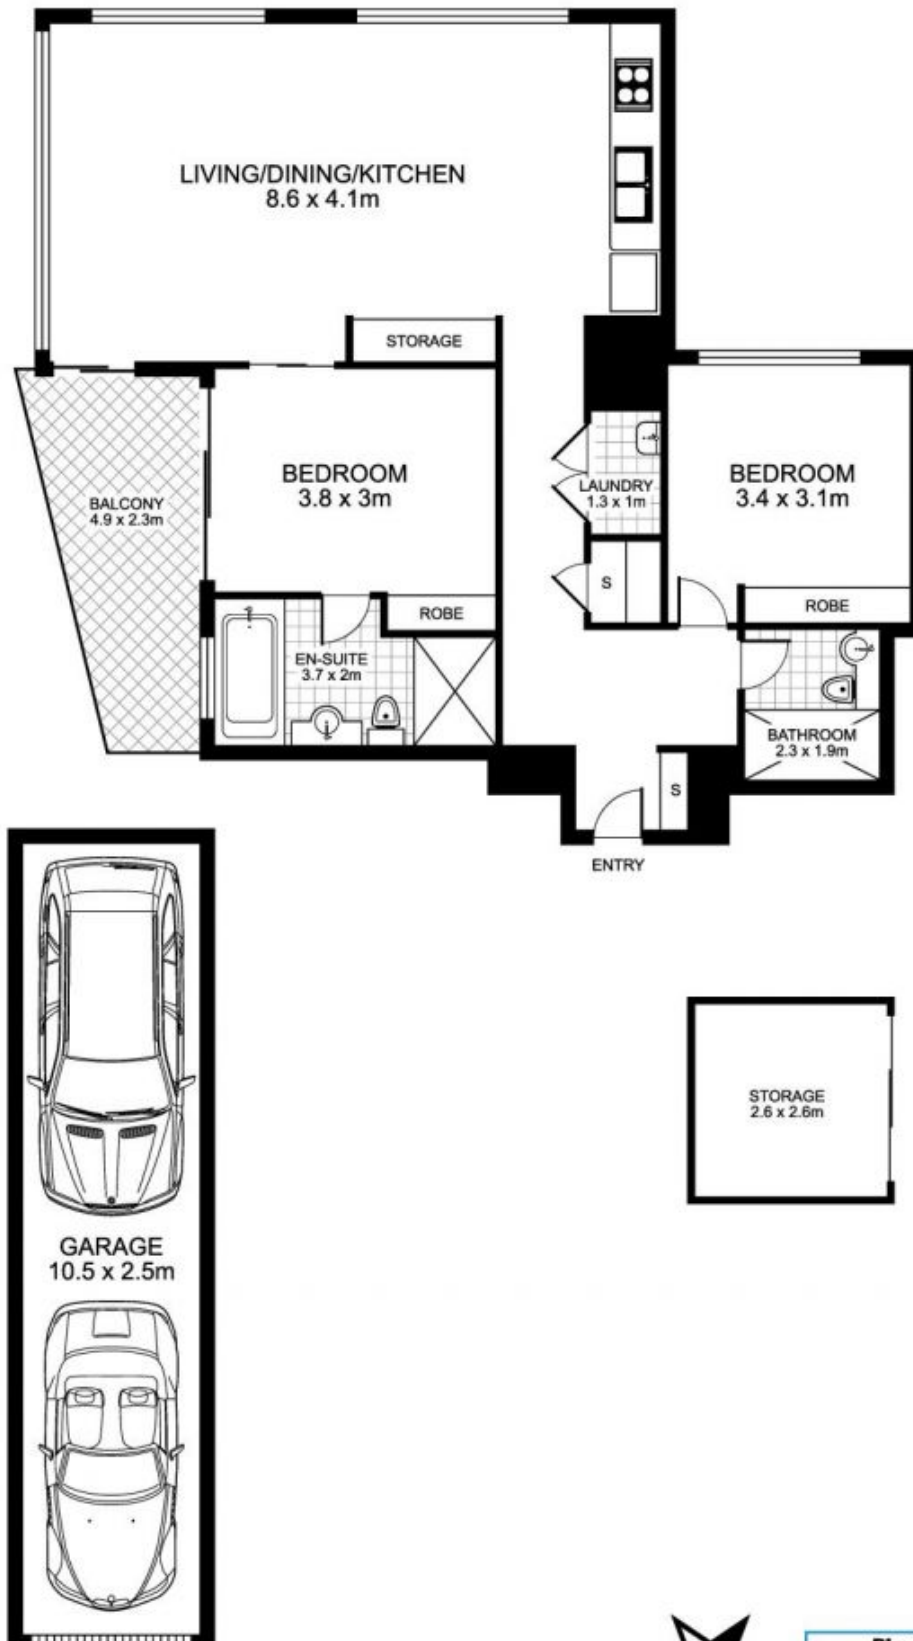 LIVING/DINING/KITCHEN
8.6 x 4.1m
STORAGE
BEDROOM
3.8 x 3m
BALCONY
4.9 x 2.3m
LAUNDRY
1.3 x 1m
BEDROOM
3.4 x 3.1m
S
ROBE
ROBE
EN-SUITE
3.7 x 2m
BATHROOM
2.3 x 1.9m
S
ENTRY
STORAGE
2.6 x 2.6m
GARAGE
10.5 x 2.5m